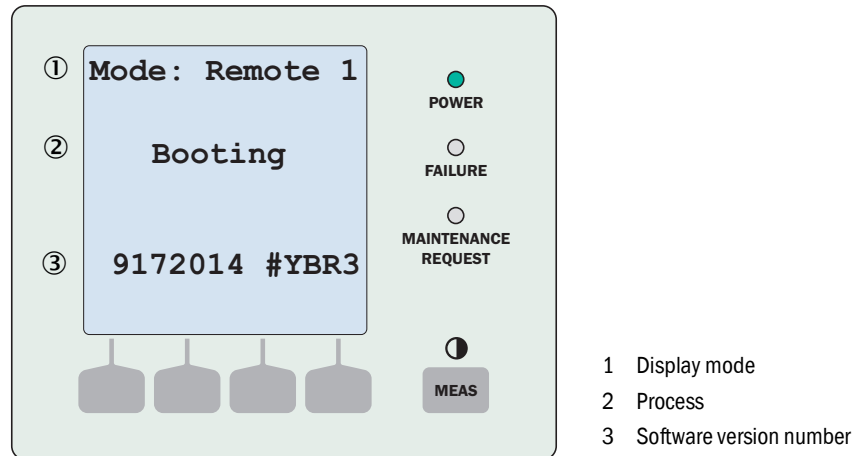 ① Mode: Remote 1
POWER
② Booting
FAILURE
MAINTENANCE
REQUEST
③ 9172014 #YBR3
MEAS
1 Display mode
2 Process
3 Software version number